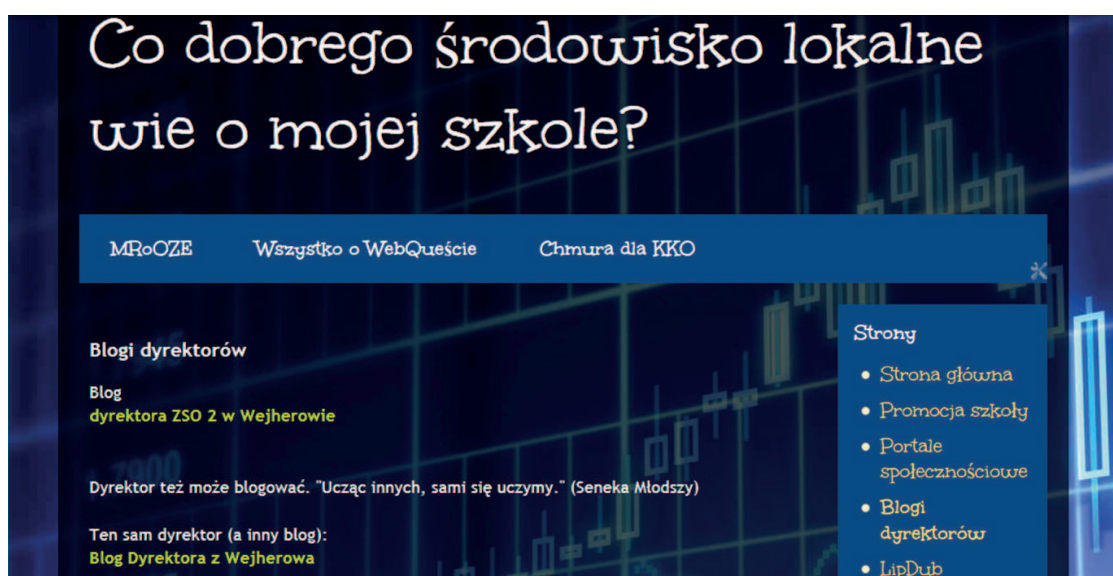 Co dobrego środowisko lokalne
wie o mojej szkole?
MRoOZE Wszystko o WebQueście Chmura dla KKO
Blogi dyrektorów
Blog
dyrektora ZSO 2 w Wejherowie
Dyrektor też może blogować. "Ucząc innych, sami się uczymy." (Seneka Młodszy)
Ten sam dyrektor (a inny blog):
Blog Dyrektora z Wejherowa
Strony
Strona główna
Promocja szkoły
Portale
społecznościowe
Blogi
dyrektorów
LipDub
7900